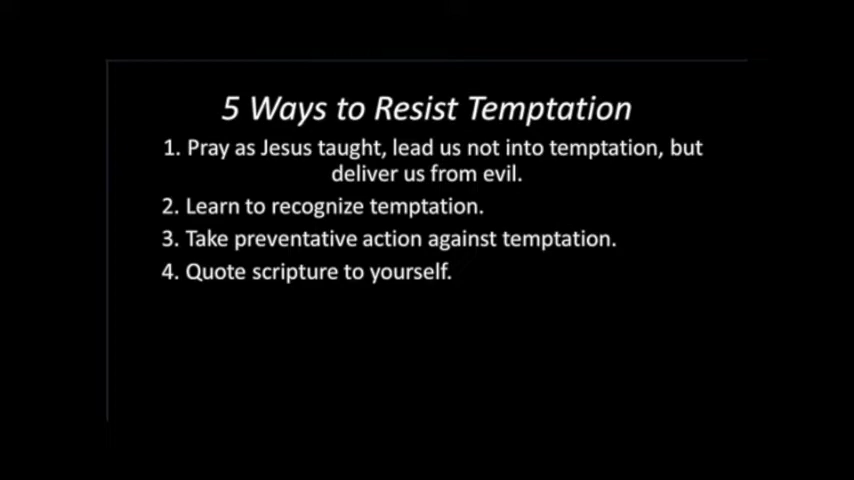 5 Ways to Resist Temptation
1. Pray as Jesus taught, lead us not into temptation, but
deliver us from evil.
2. Learn to recognize temptation.
3. Take preventative action against temptation.
4. Quote scripture to yourself.